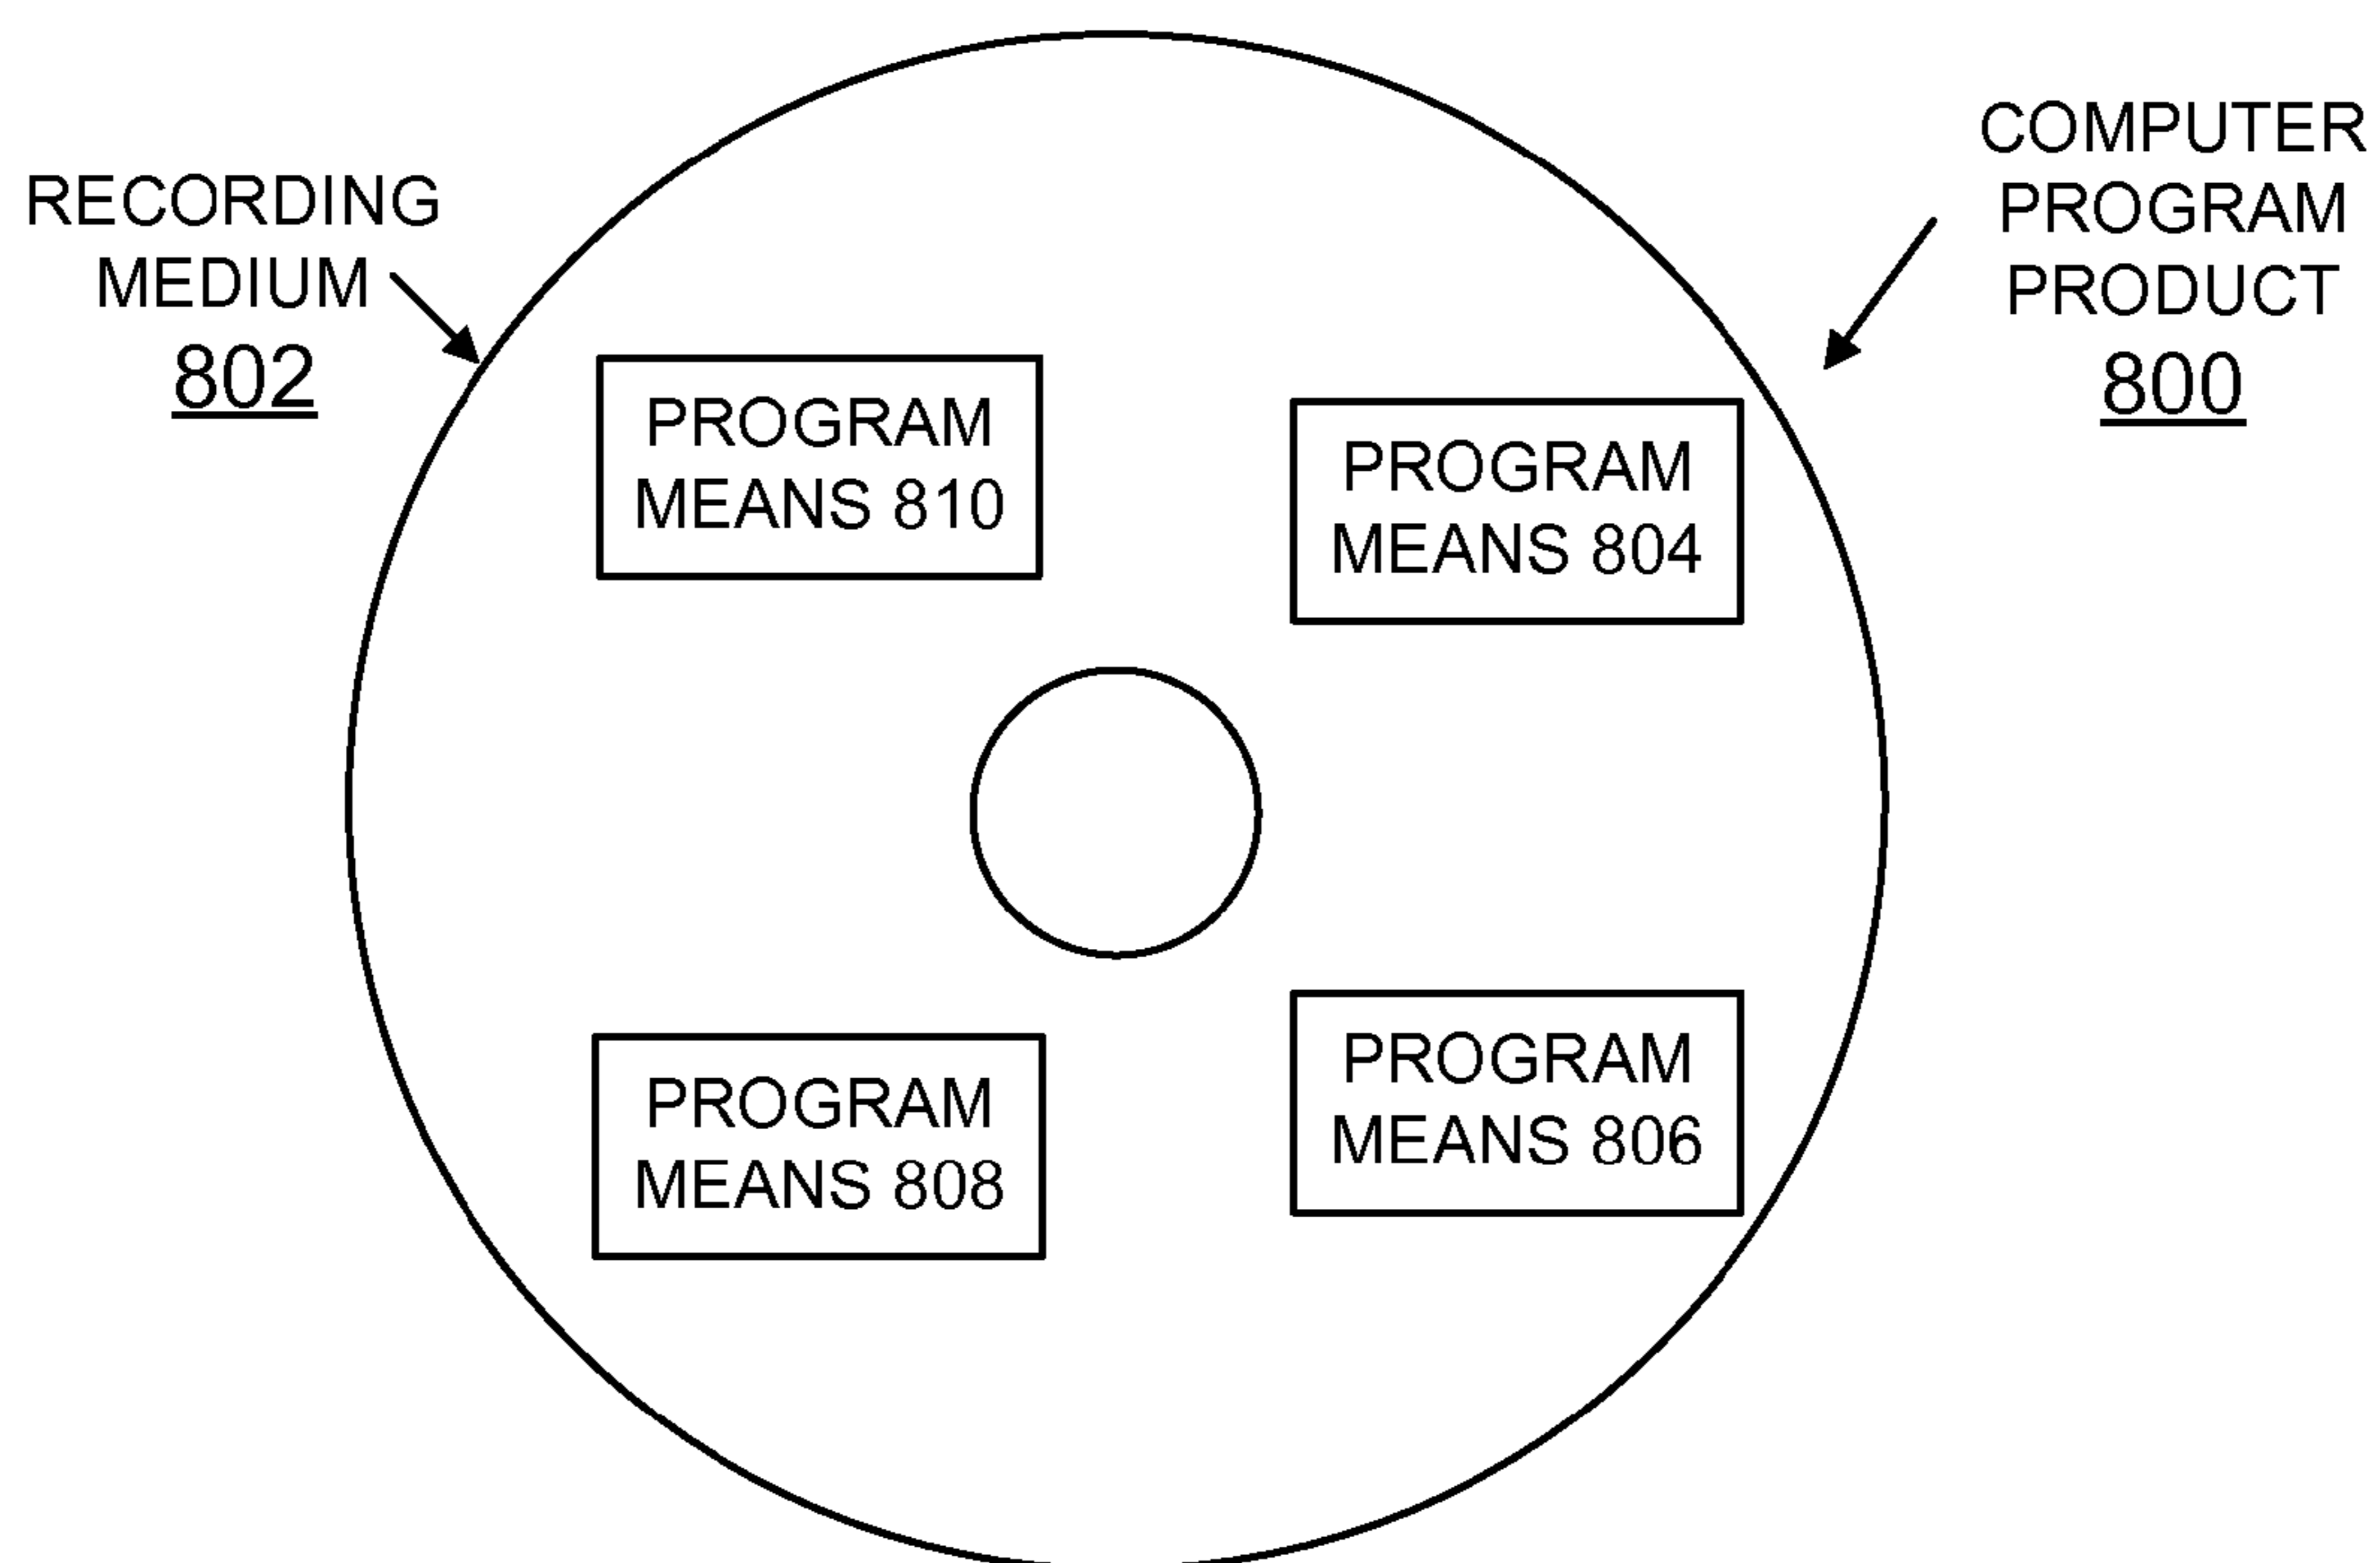 RECORDING
MEDIUM
802
COMPUTER
PROGRAM
PRODUCT
800
PROGRAM
MEANS 810
PROGRAM
MEANS 804
PROGRAM
MEANS 808
PROGRAM
MEANS 806